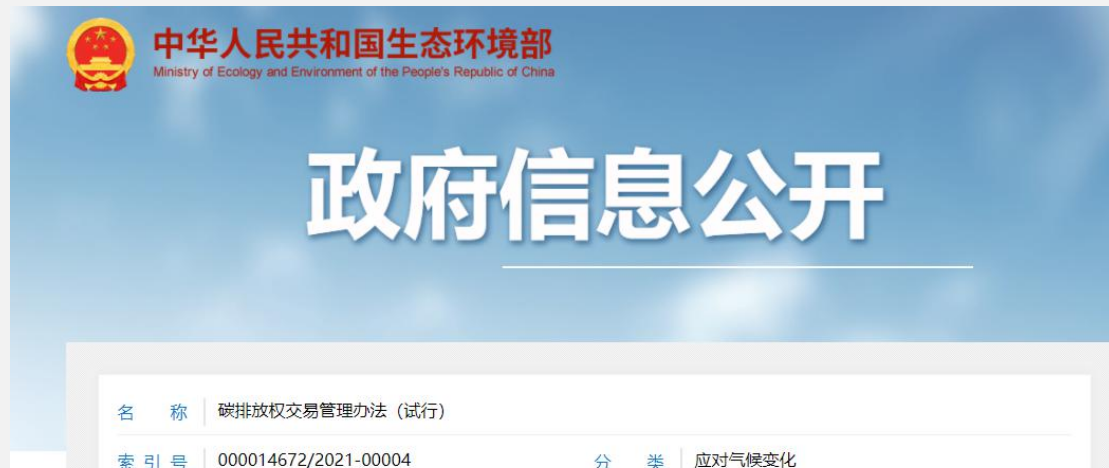 中华人民共和国生态环境部
Ministry of Ecology and Environment of the People's Republic of China
政府信息公开
名 称 碳排放权交易管理办法（试行）
索 引 号 000014672/2021-00004 分 类 应对气候变化